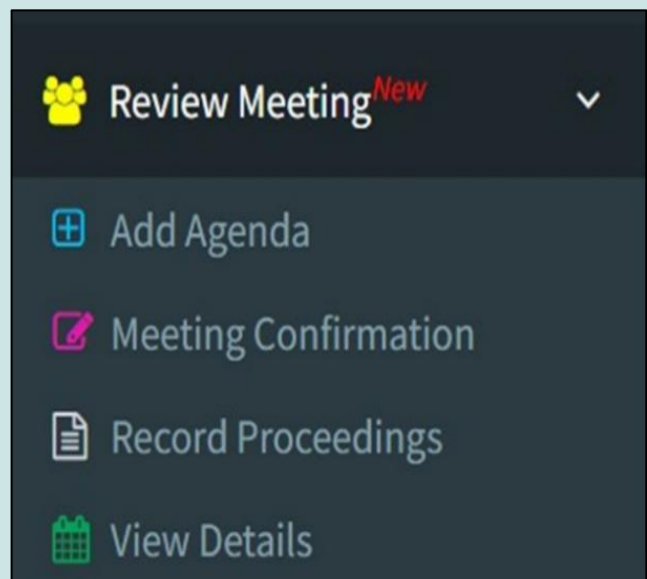 Review Meeting New
Add Agenda
Meeting Confirmation
Record Proceedings
View Details